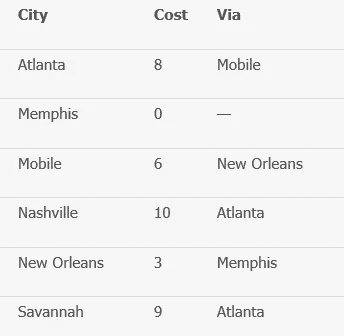 City Cost Via
Atlanta 8 Mobile
Memphis 0 —
Mobile 6 New Orleans
Nashville 10 Atlanta
New Orleans 3 Memphis
Savannah 9 Atlanta